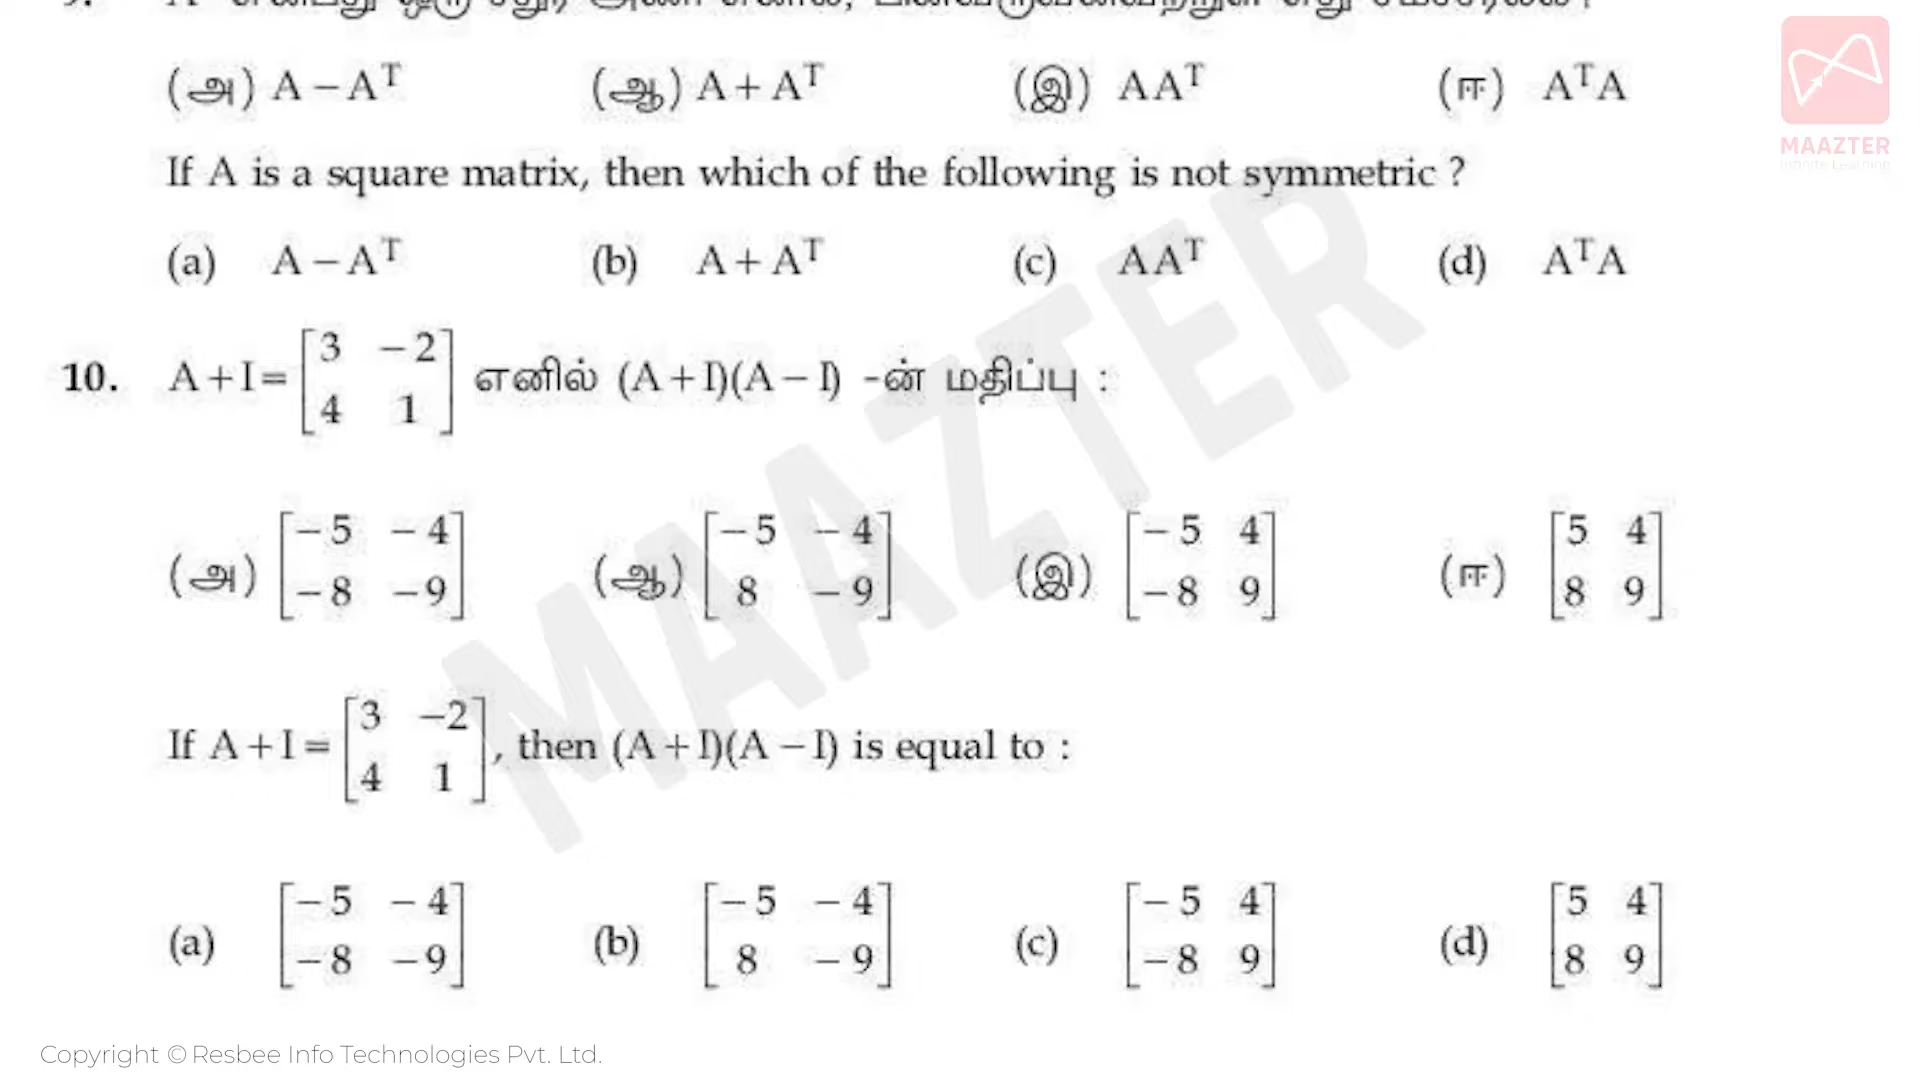 (அ) A – Aᵀ (ஆ) A + Aᵀ (இ) AAᵀ (ஈ) AᵀA
If A is a square matrix, then which of the following is not symmetric ?
(a) A – Aᵀ (b) A + Aᵀ (c) AAᵀ (d) AᵀA
10. A+I= [3 –2; 4 1] எனில் (A+I)(A–I) -ன் மதிப்பு :
(அ) [–5 –4; –8 –9] (ஆ) [–5 –4; 8 –9] (இ) [–5 4; –8 9] (ஈ) [5 4; 8 9]
If A+I= [3 –2; 4 1], then (A+I)(A–I) is equal to :
(a) [–5 –4; –8 –9] (b) [–5 –4; 8 –9] (c) [–5 4; –8 9] (d) [5 4; 8 9]
MAAZTER
Infinite Learning
MAAZTER
Copyright © Resbee Info Technologies Pvt. Ltd.